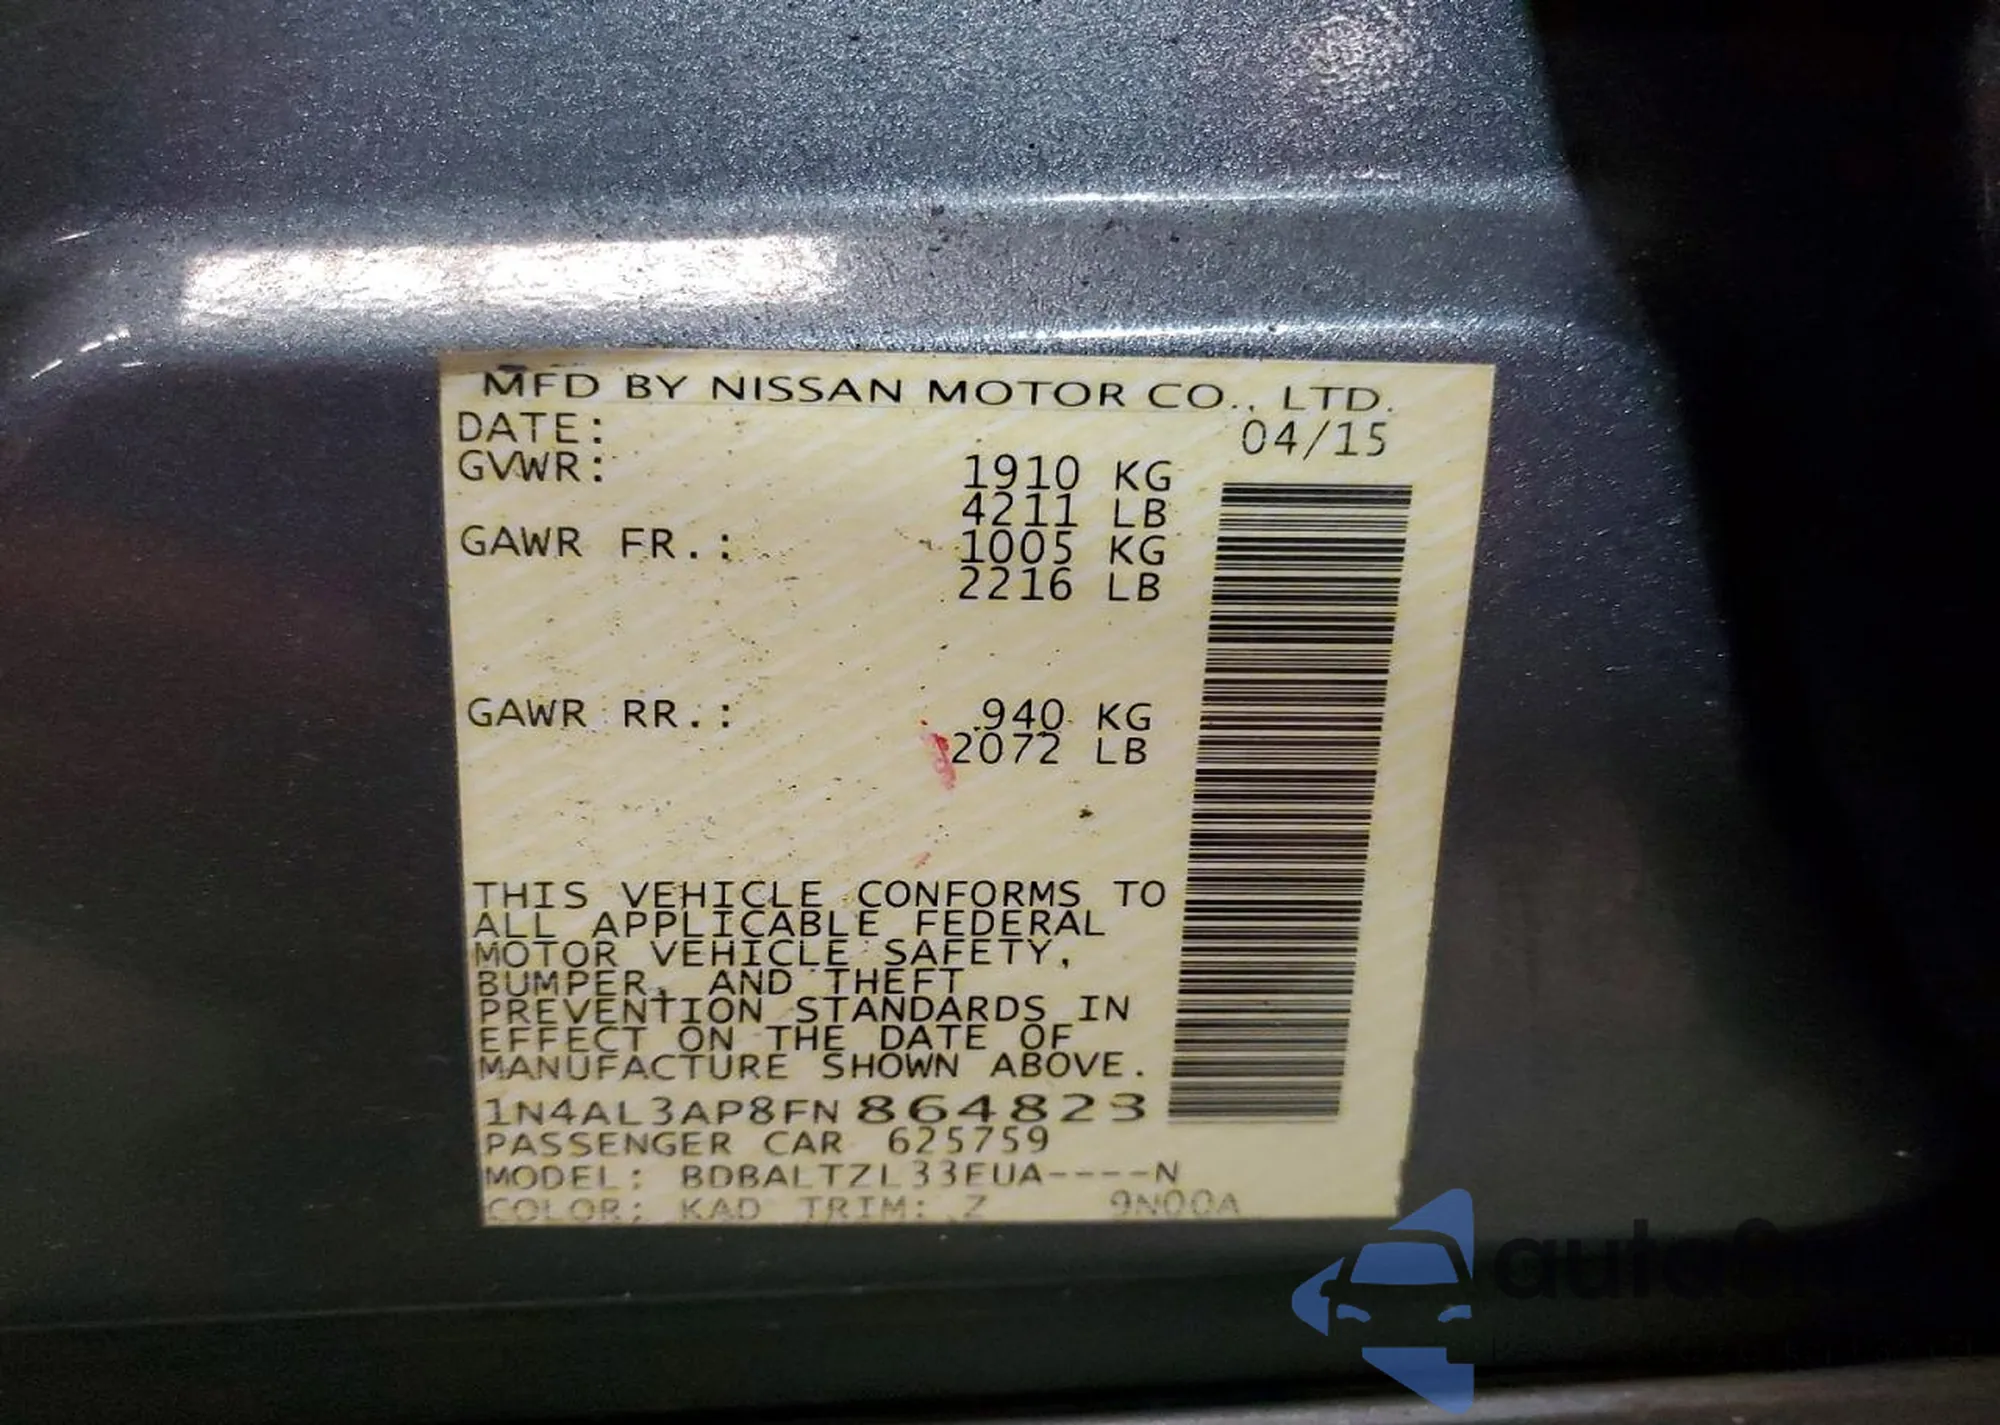 MFD BY NISSAN MOTOR CO., LTD.
DATE: 04/15
GVWR: 1910 KG
4211 LB
GAWR FR.: 1005 KG
2216 LB
GAWR RR.: 940 KG
2072 LB
THIS VEHICLE CONFORMS TO
ALL APPLICABLE FEDERAL
MOTOR VEHICLE SAFETY,
BUMPER, AND THEFT
PREVENTION STANDARDS IN
EFFECT ON THE DATE OF
MANUFACTURE SHOWN ABOVE.
1N4AL3AP8FN 864823
PASSENGER CAR 625759
MODEL: BDBALTZL33EUA----N
COLOR: KAD TRIM: Z 9N00A